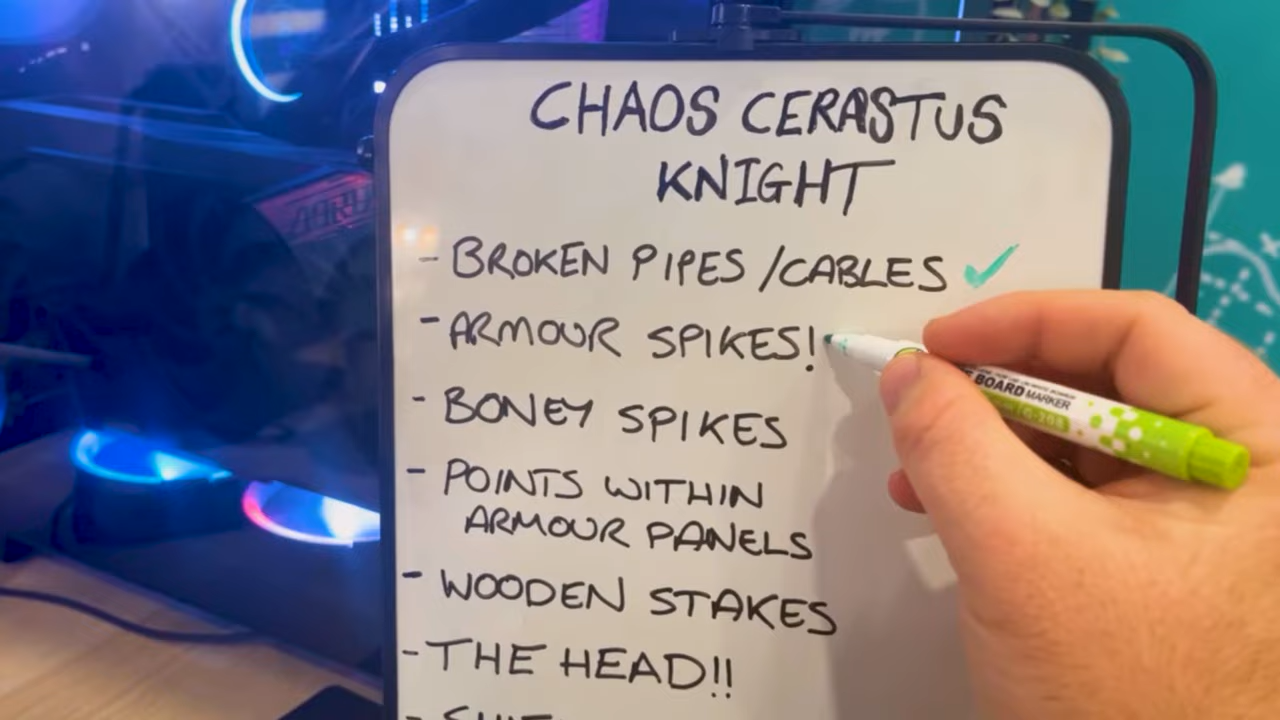 CHAOS CERASTUS
KNIGHT
- BROKEN PIPES /CABLES ✓
- ARMOUR SPIKES!
- BONEY SPIKES
- POINTS WITHIN
ARMOUR PANELS
- WOODEN STAKES
- THE HEAD!!
BOARD MARKER